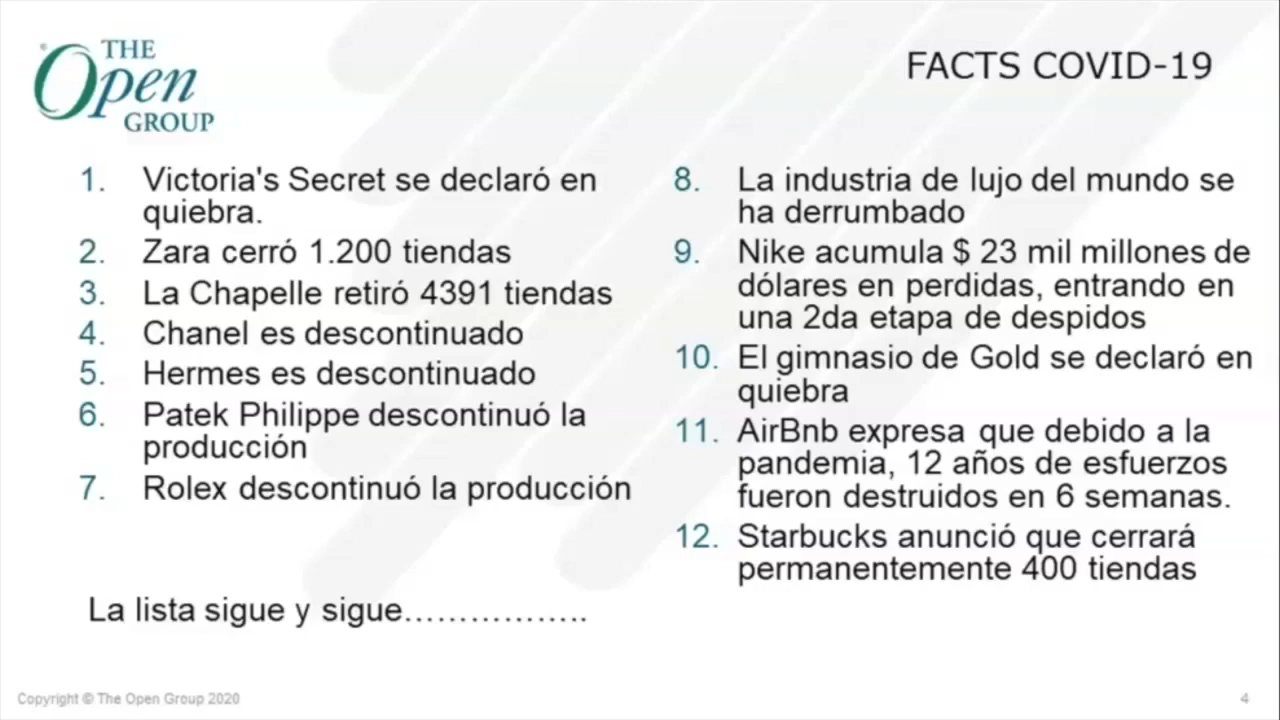 THE
Open
GROUP
FACTS COVID-19
1. Victoria's Secret se declaró en
quiebra.
2. Zara cerró 1.200 tiendas
3. La Chapelle retiró 4391 tiendas
4. Chanel es descontinuado
5. Hermes es descontinuado
6. Patek Philippe descontinuó la
producción
7. Rolex descontinuó la producción
La lista sigue y sigue……………..
8. La industria de lujo del mundo se
ha derrumbado
9. Nike acumula $ 23 mil millones de
dólares en perdidas, entrando en
una 2da etapa de despidos
10. El gimnasio de Gold se declaró en
quiebra
11. AirBnb expresa que debido a la
pandemia, 12 años de esfuerzos
fueron destruidos en 6 semanas.
12. Starbucks anunció que cerrará
permanentemente 400 tiendas
Copyright © The Open Group 2020
4